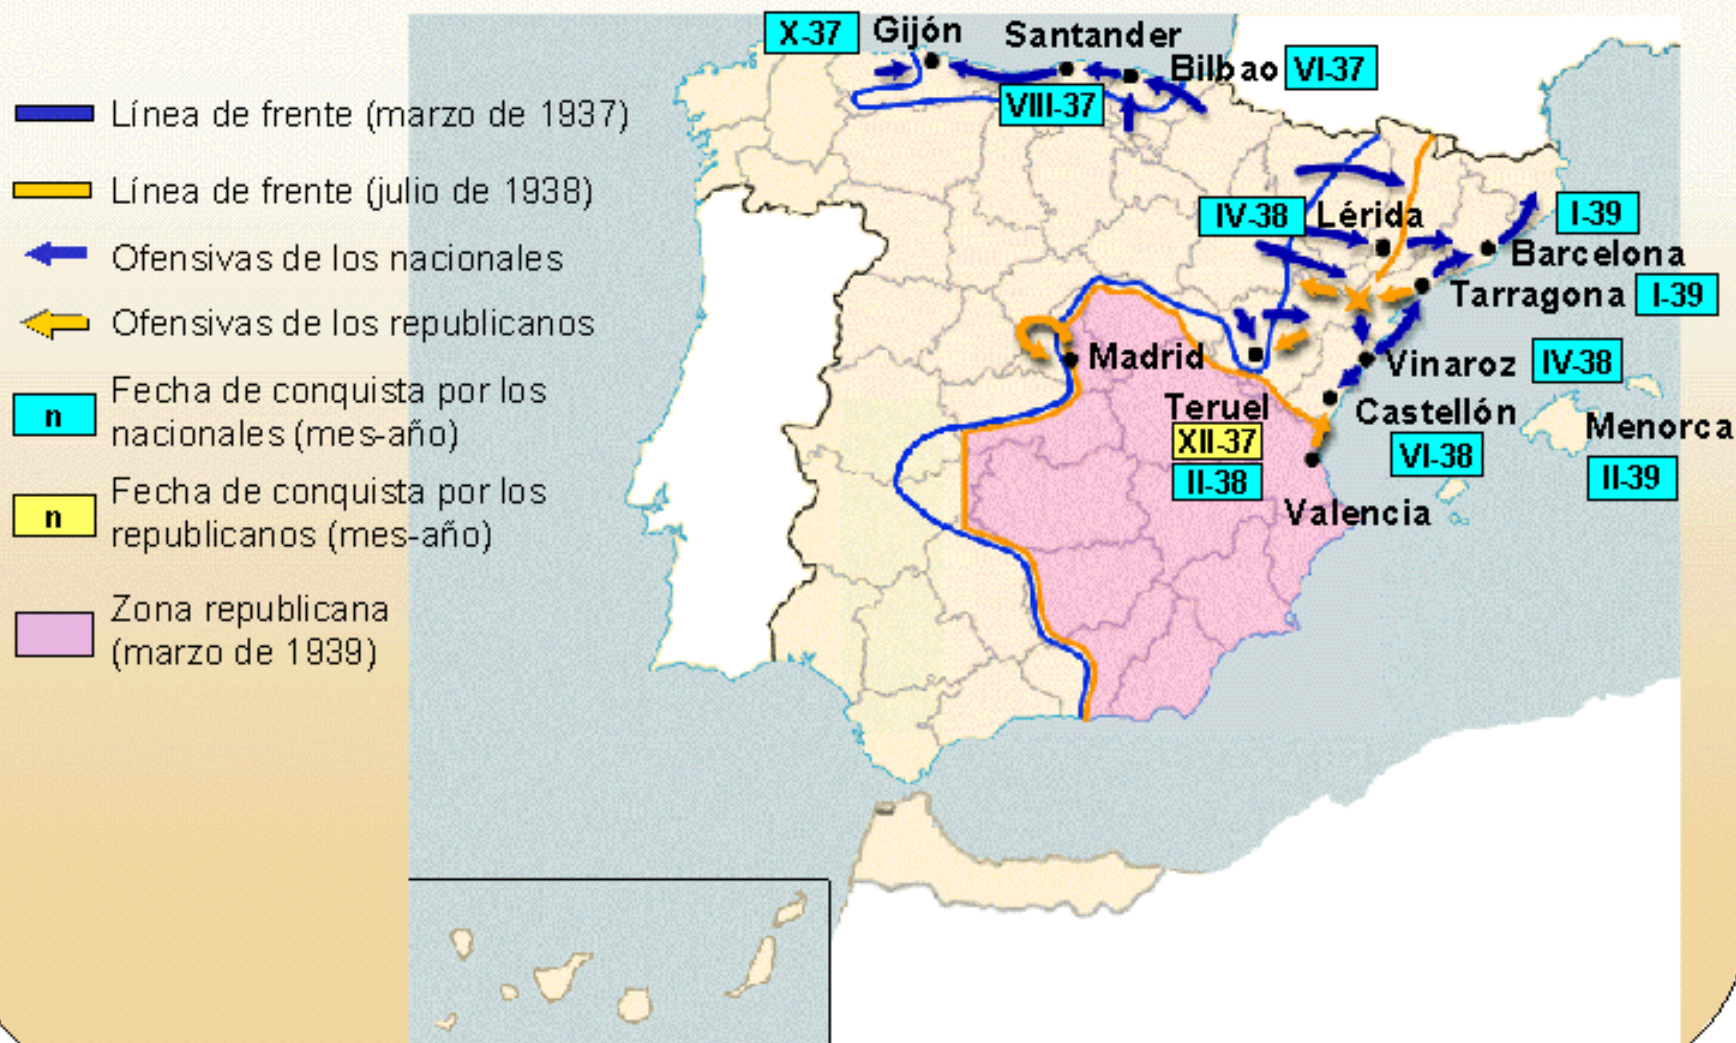 Línea de frente (marzo de 1937)
Línea de frente (julio de 1938)
Ofensivas de los nacionales
Ofensivas de los republicanos
n
Fecha de conquista por los
nacionales (mes-año)
n
Fecha de conquista por los
republicanos (mes-año)
Zona republicana
(marzo de 1939)
X-37 Gijón
Santander
VIII-37
Bilbao VI-37
IV-38 Lérida
I-39
Barcelona
Tarragona I-39
Madrid
Vinaroz IV-38
Teruel
XII-37
II-38
Castellón
VI-38
Menorca
II-39
Valencia